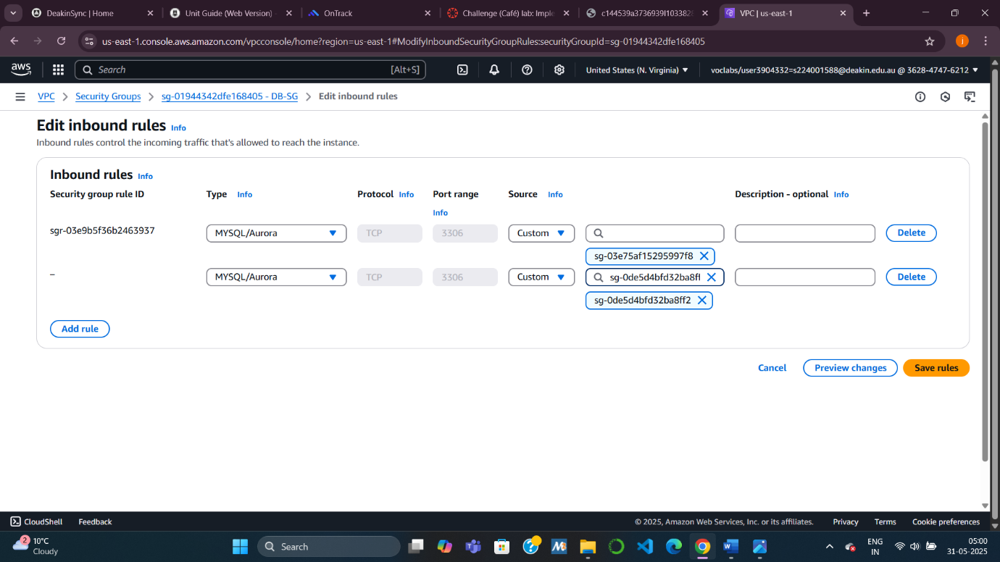 DeakinSync | Home
Unit Guide (Web Version) -
OnTrack
Challenge (Café) lab: Imple
c144539a3736939l1033828
VPC | us-east-1
us-east-1.console.aws.amazon.com/vpcconsole/home?region=us-east-1#ModifyInboundSecurityGroupRules:securityGroupId=sg-01944342dfe168405
j
aws
Search [Alt+S]
United States (N. Virginia)
voclabs/user3904332=s224001588@deakin.edu.au @ 3628-4747-6212
VPC
Security Groups
sg-01944342dfe168405 - DB-SG
Edit inbound rules
Edit inbound rules Info
Inbound rules control the incoming traffic that's allowed to reach the instance.
Inbound rules Info
Security group rule ID Type Info Protocol Info Port range Source Info Description - optional Info
Info
sgr-03e9b5f36b2463937 MYSQL/Aurora TCP 3306 Custom Delete
sg-03e75af15295997f8
– MYSQL/Aurora TCP 3306 Custom sg-0de5d4bfd32ba8ff Delete
sg-0de5d4bfd32ba8ff2
Add rule
Cancel Preview changes Save rules
CloudShell Feedback © 2025, Amazon Web Services, Inc. or its affiliates. Privacy Terms Cookie preferences
2
10°C
Cloudy
Search
ENG
IN
05:00
31-05-2025